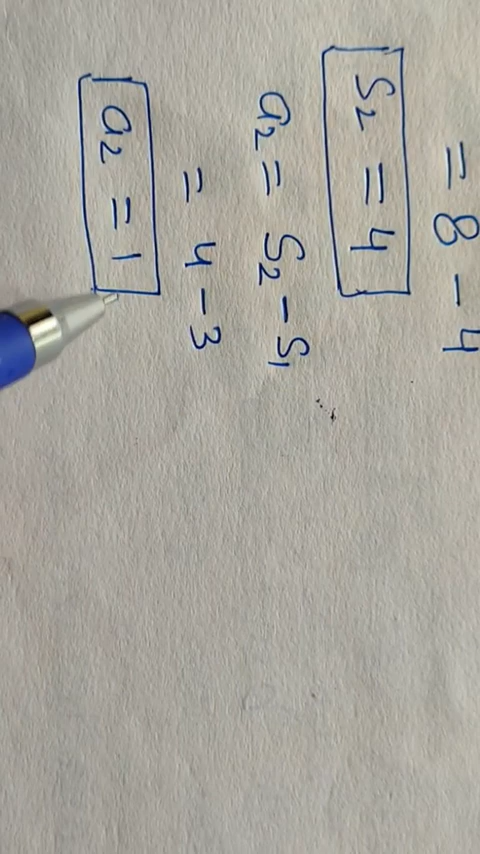 = 8 - 4
S₂ = 4
a₂ = S₂ - S₁
= 4 - 3
a₂ = 1